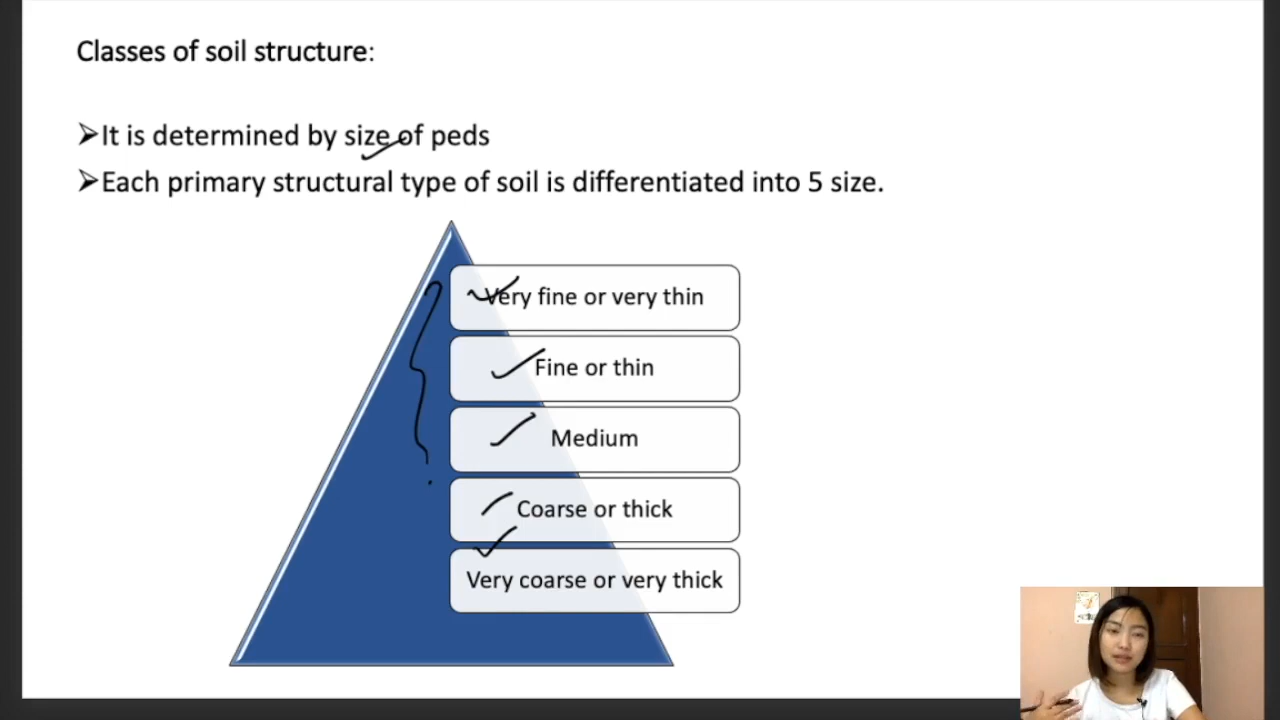 Classes of soil structure:
➢It is determined by size of peds
➢Each primary structural type of soil is differentiated into 5 size.
Very fine or very thin
Fine or thin
Medium
Coarse or thick
Very coarse or very thick